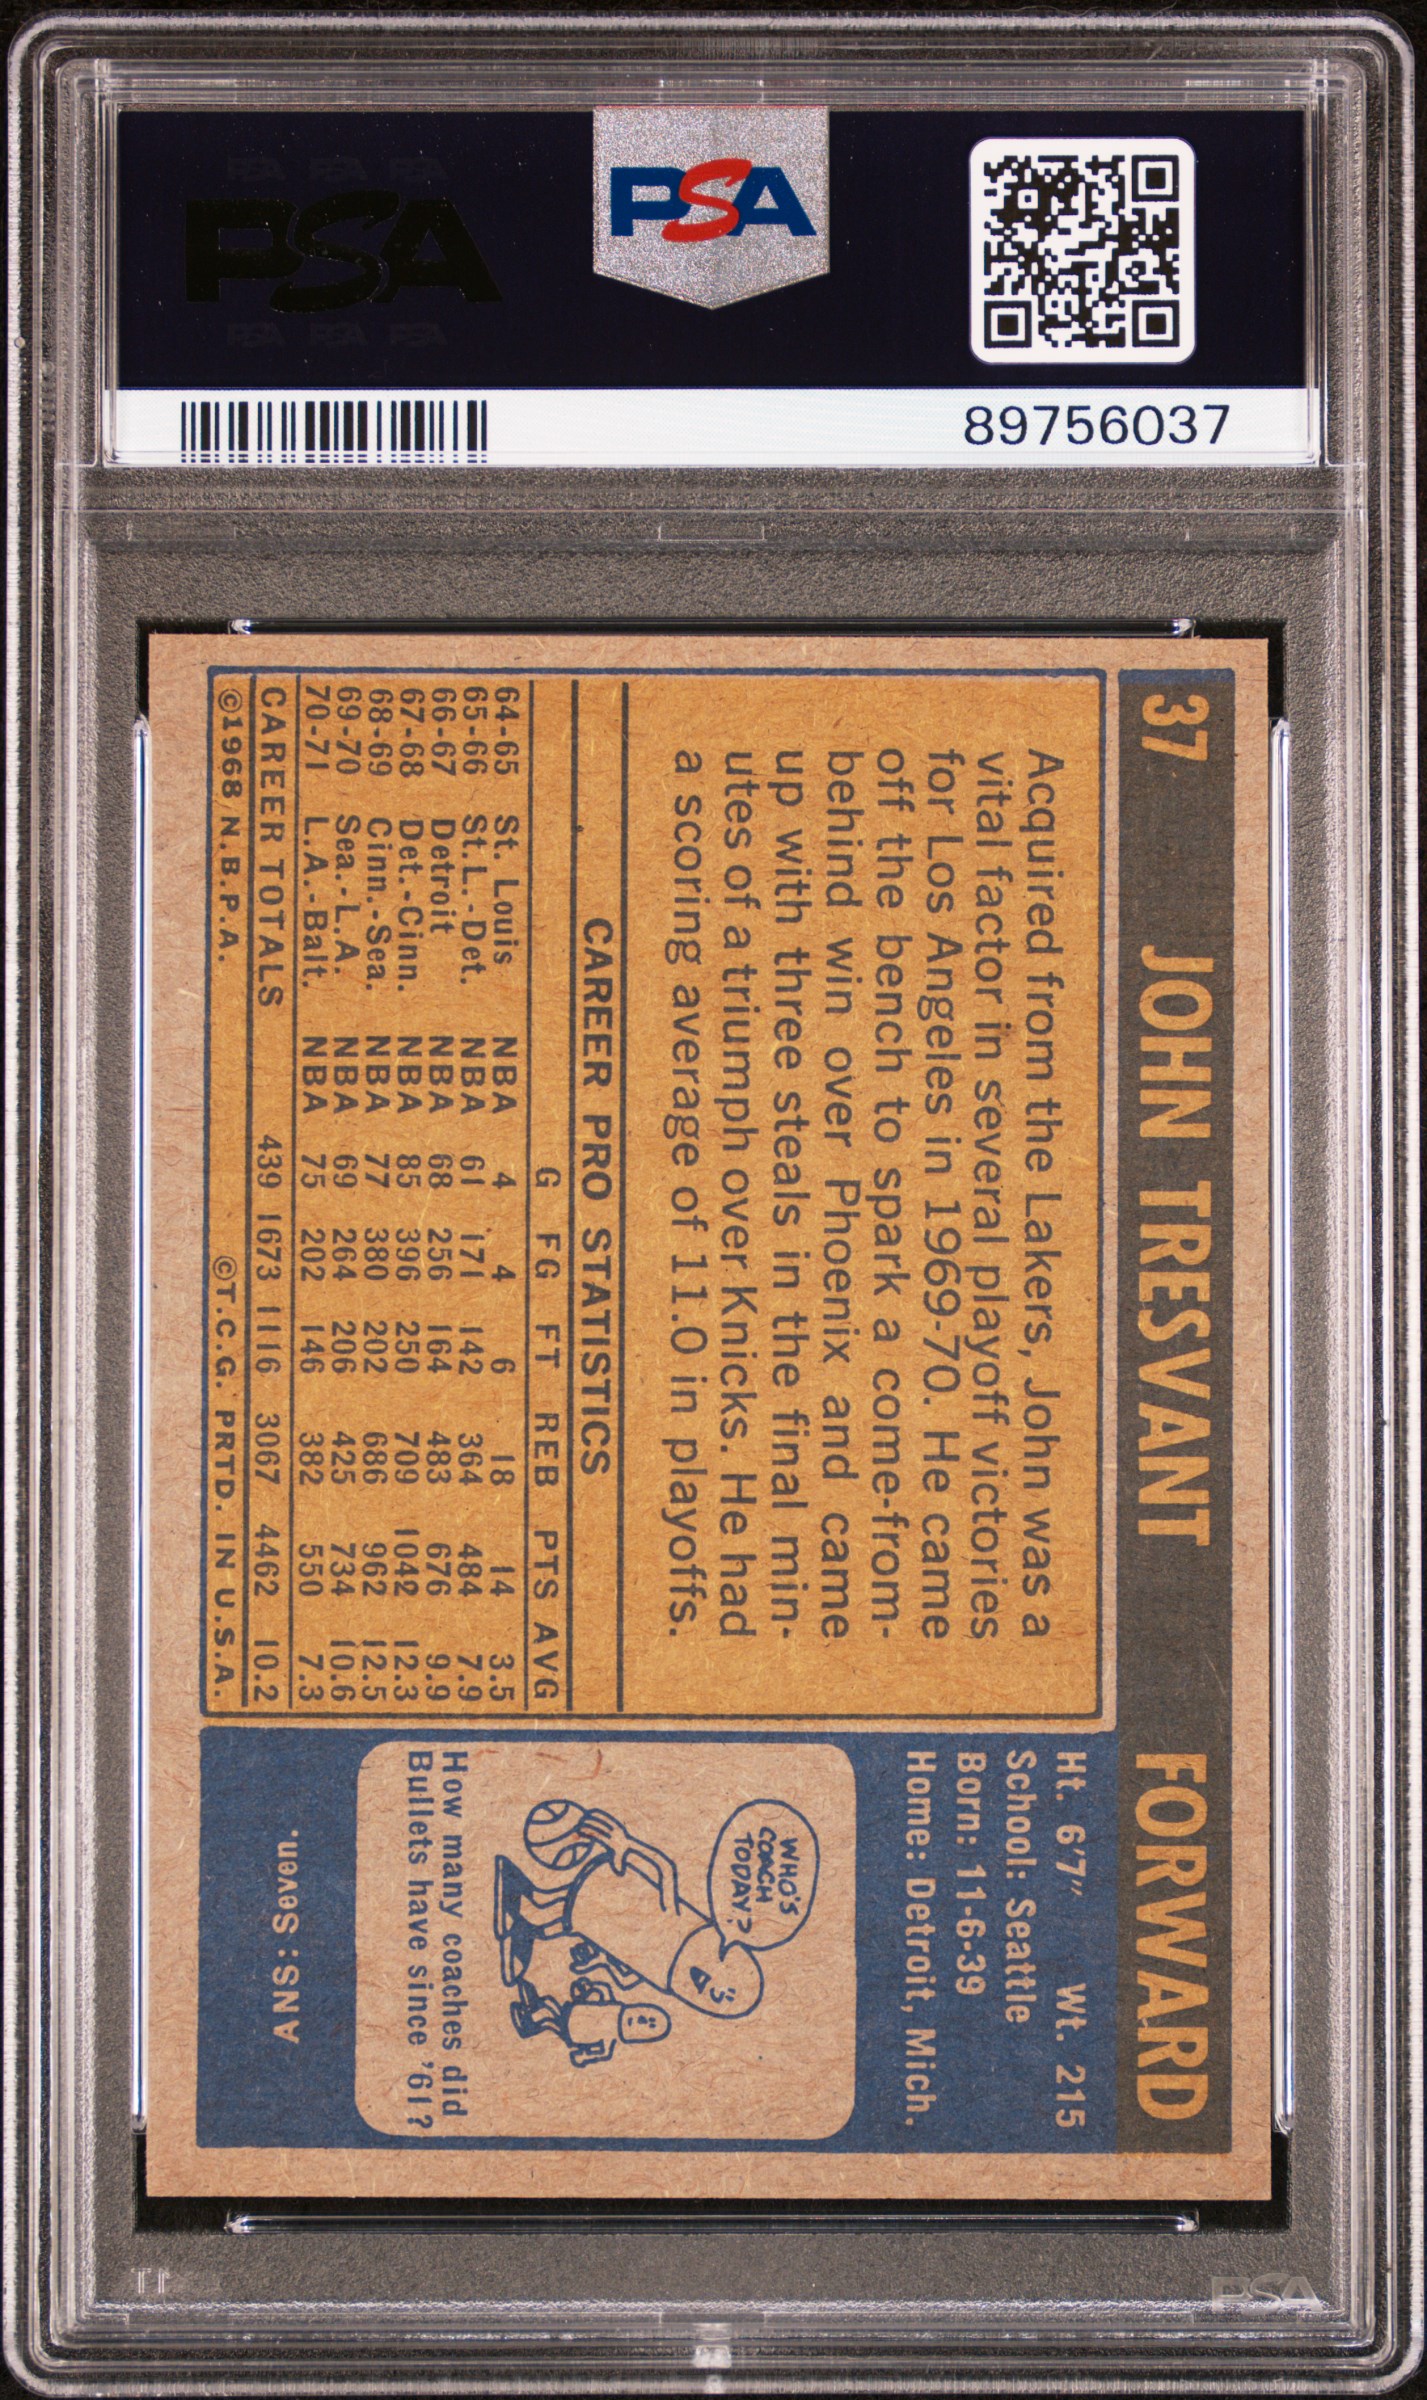 PSA PSA PSA
PSA
PSA PSA PSA
PSA
89756037
37 JOHN TRESVANT FORWARD
Acquired from the Lakers, John was a
vital factor in several playoff victories
for Los Angeles in 1969-70. He came
off the bench to spark a come-from-
behind win over Phoenix and came
up with three steals in the final min-
utes of a triumph over Knicks. He had
a scoring average of 11.0 in playoffs.
CAREER PRO STATISTICS
G FG FT REB PTS AVG
64-65 St. Louis NBA 4 4 6 18 14 3.5
65-66 St.L.-Det. NBA 61 171 142 364 484 7.9
66-67 Detroit NBA 68 256 164 483 676 9.9
67-68 Det.-Cinn. NBA 85 396 250 709 1042 12.3
68-69 Cinn.-Sea. NBA 77 380 202 686 962 12.5
69-70 Sea.-L.A. NBA 69 264 206 425 734 10.6
70-71 L.A.-Balt. NBA 75 202 146 382 550 7.3
CAREER TOTALS 439 1673 1116 3067 4462 10.2
©1968 N.B.P.A. ©T.C.G. PRTD. IN U.S.A.
Ht. 6'7" Wt. 215
School: Seattle
Born: 11-6-39
Home: Detroit, Mich.
WHO'S
COACH
TODAY?
How many coaches did
Bullets have since '61?
ANS: Seven.
PSA